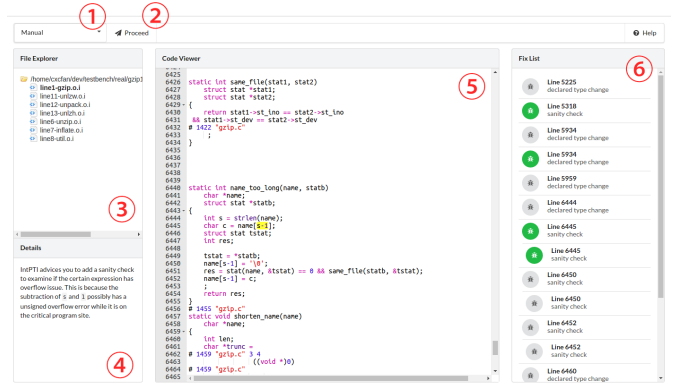 1
2
Manual
Proceed
Help
File Explorer
/home/cxcfan/dev/testbench/real/gzip1
line1-gzip.o.i
line11-unlzw.o.i
line12-unpack.o.i
line13-unlzh.o.i
line6-unzip.o.i
line7-inflate.o.i
line8-util.o.i
3
Details
IntPTI advices you to add a sanity check
to examine if the certain expression has
overflow issue. This is because the
subtraction of s and 1 possibly has a
unsigned overflow error while it is on
the critical program site.
4
Code Viewer
5
6425
6426 static int same_file(stat1, stat2)
6427 struct stat *stat1;
6428 struct stat *stat2;
6429 {
6430 return stat1->st_ino == stat2->st_ino
6431 && stat1->st_dev == stat2->st_dev
6432 # 1422 "gzip.c"
6433 ;
6434 }
6435
6436
6437
6438
6439
6440 static int name_too_long(name, statb)
6441 char *name;
6442 struct stat *statb;
6443 {
6444 int s = strlen(name);
6445 char c = name[s-1];
6446 struct stat tstat;
6447 int res;
6448
6449 tstat = *statb;
6450 name[s-1] = '\0';
6451 res = stat(name, &tstat) == 0 && same_file(statb, &tstat);
6452 name[s-1] = c;
6453 ;
6454 return res;
6455 }
6456 # 1455 "gzip.c"
6457 static void shorten_name(name)
6458 char *name;
6459 {
6460 int len;
6461 char *trunc =
6462 # 1459 "gzip.c" 3 4
6463 ((void *)0)
6464 # 1459 "gzip.c"
6465
Fix List
6
Line 5225
declared type change
Line 5318
sanity check
Line 5934
declared type change
Line 5934
declared type change
Line 5959
declared type change
Line 6444
declared type change
Line 6445
sanity check
Line 6445
sanity check
Line 6450
sanity check
Line 6450
sanity check
Line 6452
sanity check
Line 6452
sanity check
Line 6460
declared type change